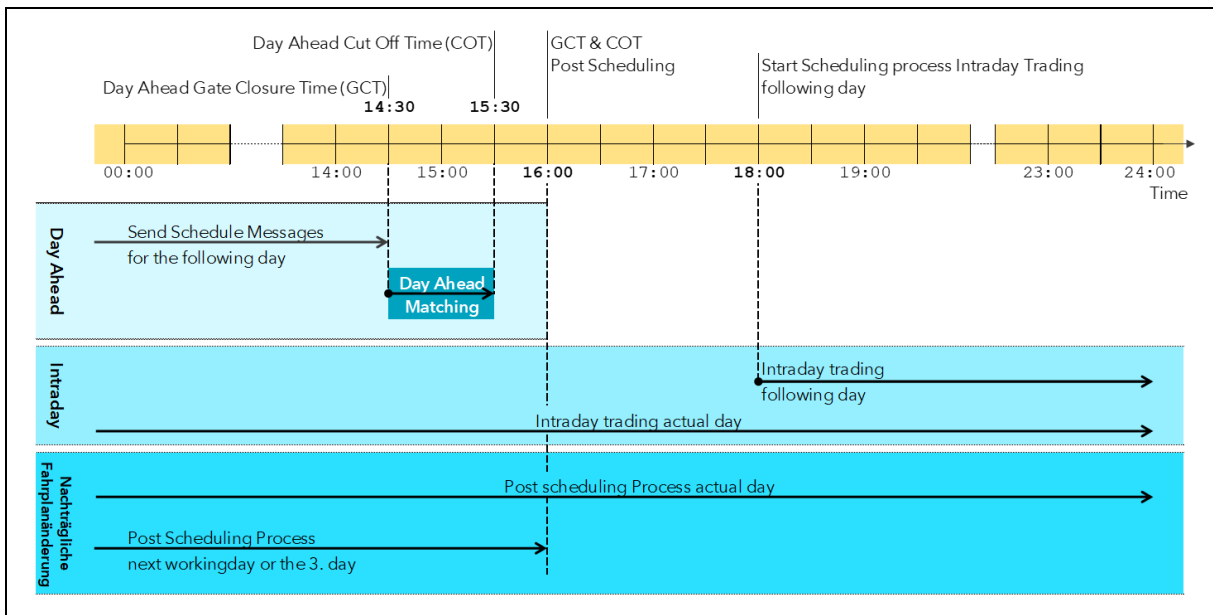 Day Ahead Cut Off Time (COT)
GCT & COT
Post Scheduling
Start Scheduling process Intraday Trading
following day
Day Ahead Gate Closure Time (GCT)
14:30
15:30
00:00
14:00
15:00
16:00
17:00
18:00
19:00
23:00
24:00
Time
Day Ahead
Send Schedule Messages
for the following day
Day Ahead
Matching
Intraday
Intraday trading
following day
Intraday trading actual day
Nachträgliche
Fahrplanänderung
Post scheduling Process actual day
Post Scheduling Process
next workingday or the 3. day